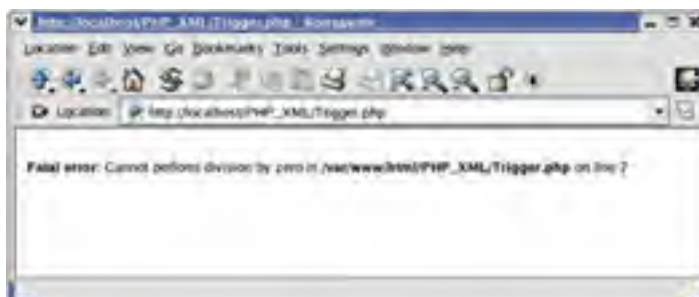 http://localhost/PHP_XML/Trigger.php - Konqueror
Location Edit View Go Bookmarks Tools Settings Window Help
Location: http://localhost/PHP_XML/Trigger.php
Fatal error: Cannot perform division by zero in /var/www/html/PHP_XML/Trigger.php on line 7